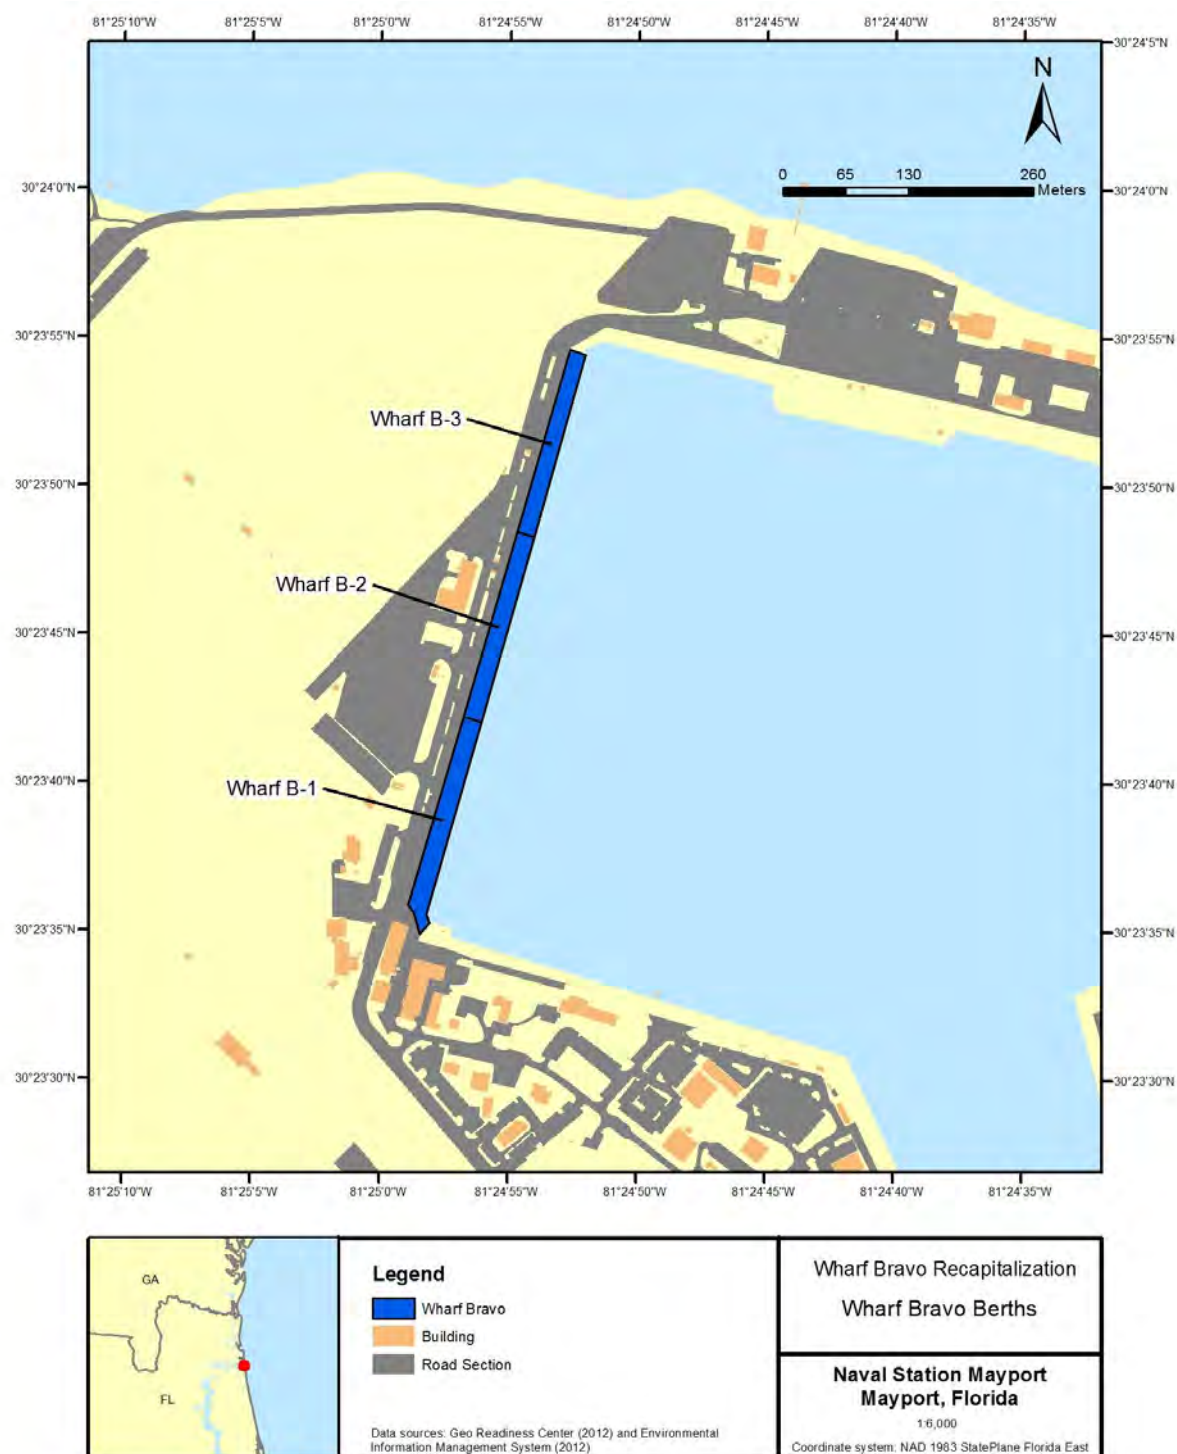 81°25'10"W 81°25'5"W 81°25'0"W 81°24'55"W 81°24'50"W 81°24'45"W 81°24'40"W 81°24'35"W
30°24'5"N
N
0 65 130 260
Meters
30°24'0"N 30°24'0"N
30°23'55"N 30°23'55"N
Wharf B-3
30°23'50"N 30°23'50"N
Wharf B-2
30°23'45"N 30°23'45"N
Wharf B-1
30°23'40"N 30°23'40"N
30°23'35"N 30°23'35"N
30°23'30"N 30°23'30"N
81°25'10"W 81°25'5"W 81°25'0"W 81°24'55"W 81°24'50"W 81°24'45"W 81°24'40"W 81°24'35"W
GA
FL
Legend
Wharf Bravo
Building
Road Section
Data sources: Geo Readiness Center (2012) and Environmental
Information Management System (2012)
Wharf Bravo Recapitalization
Wharf Bravo Berths
Naval Station Mayport
Mayport, Florida
1:6,000
Coordinate system: NAD 1983 StatePlane Florida East